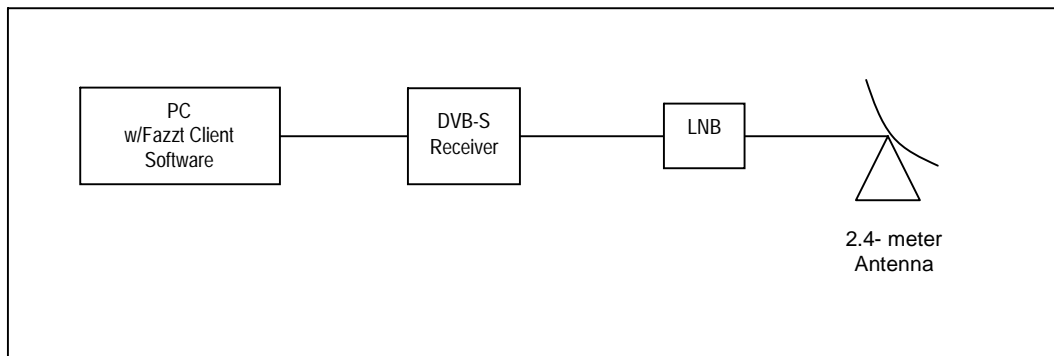 PC
w/Fazzt Client
Software
DVB-S
Receiver
LNB
2.4- meter
Antenna